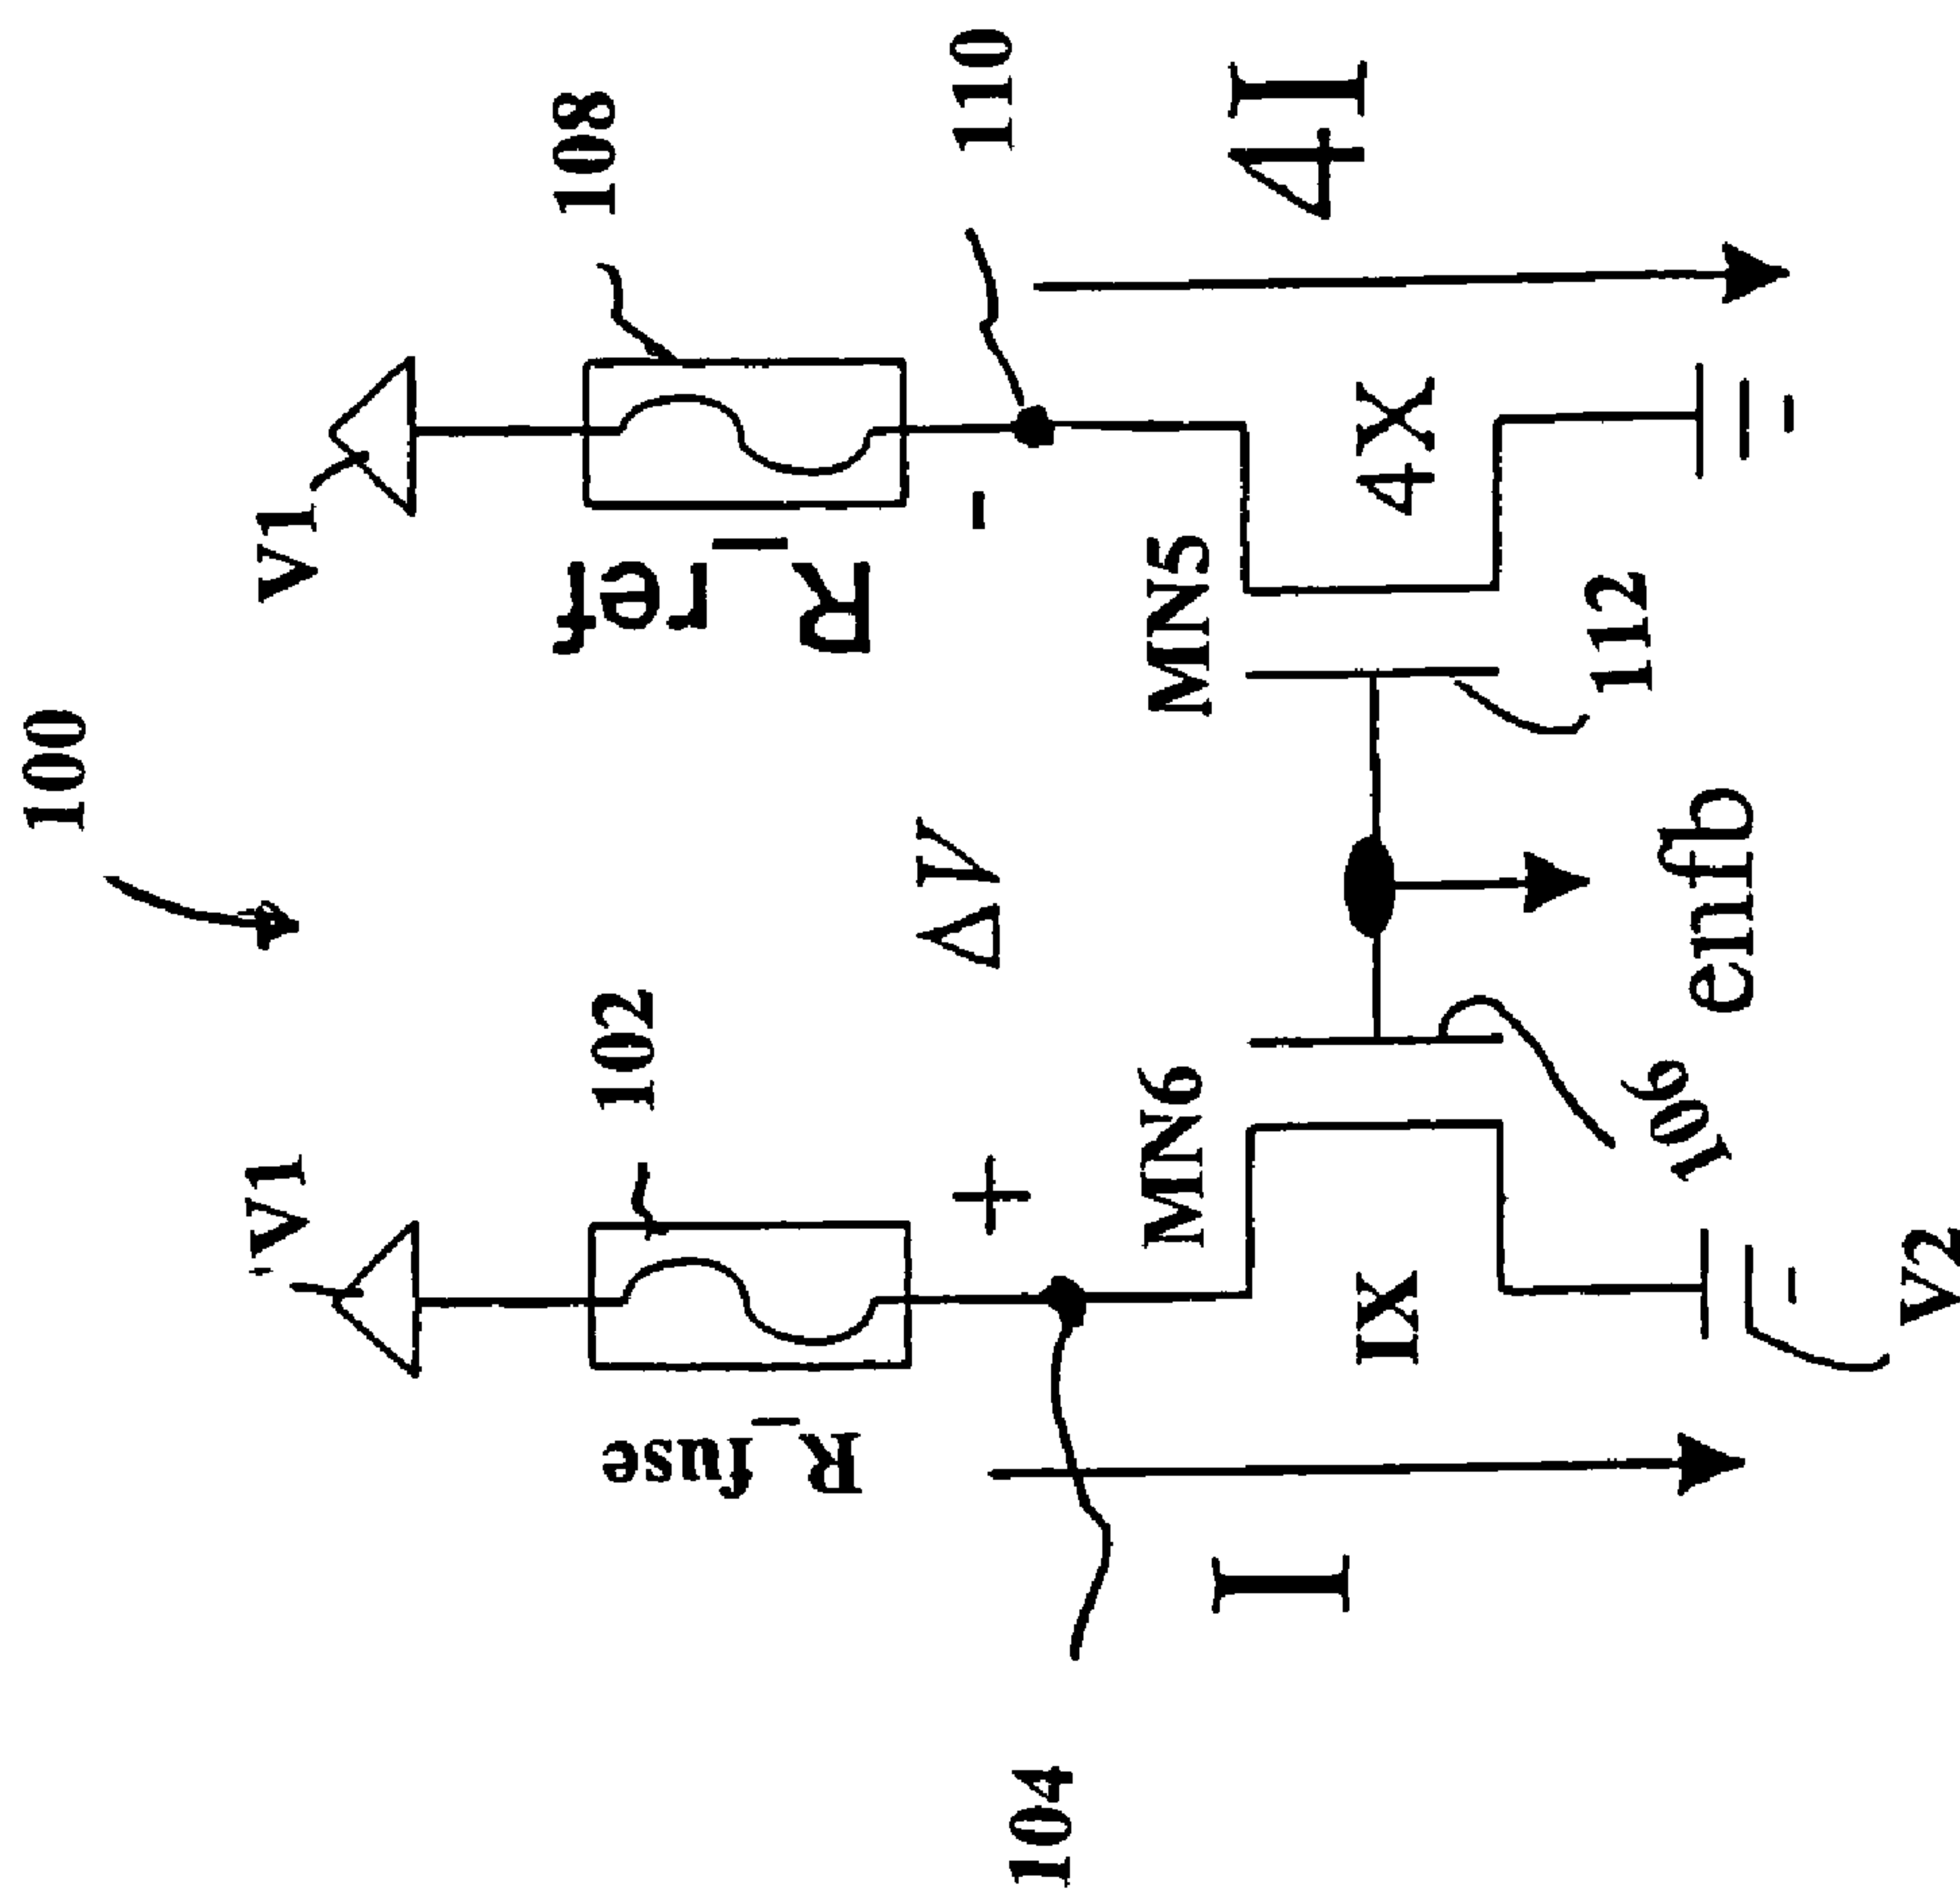 100
V1
V1
102
108
R_fuse
R_ref
104
110
+
ΔV
-
MN6
MN5
1X
4X
I
4I
106
112
enfb
V2